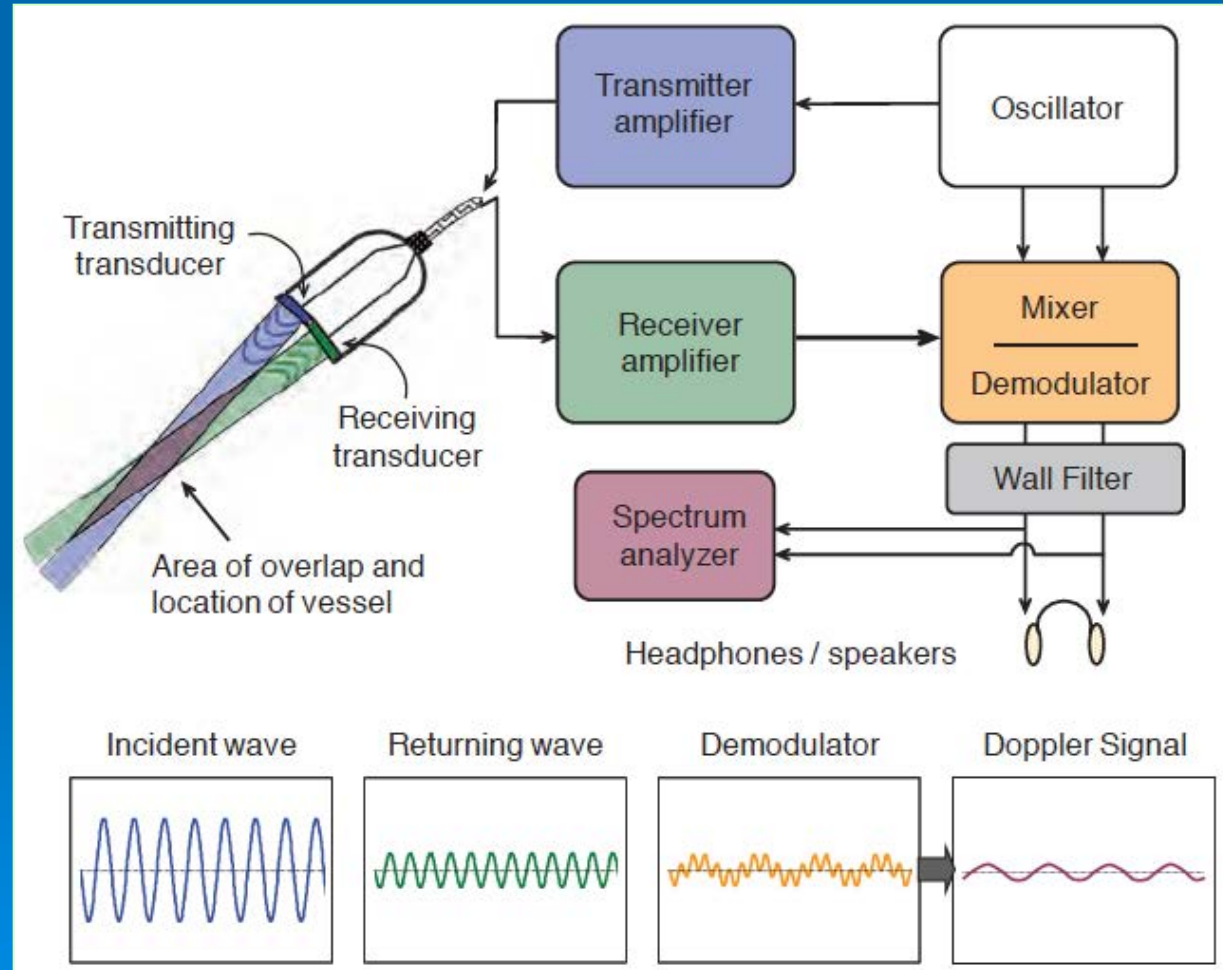 Transmitter
amplifier
Oscillator
Transmitting
transducer
Receiver
amplifier
Mixer
Demodulator
Receiving
transducer
Wall Filter
Spectrum
analyzer
Area of overlap and
location of vessel
Headphones / speakers
Incident wave
Returning wave
Demodulator
Doppler Signal